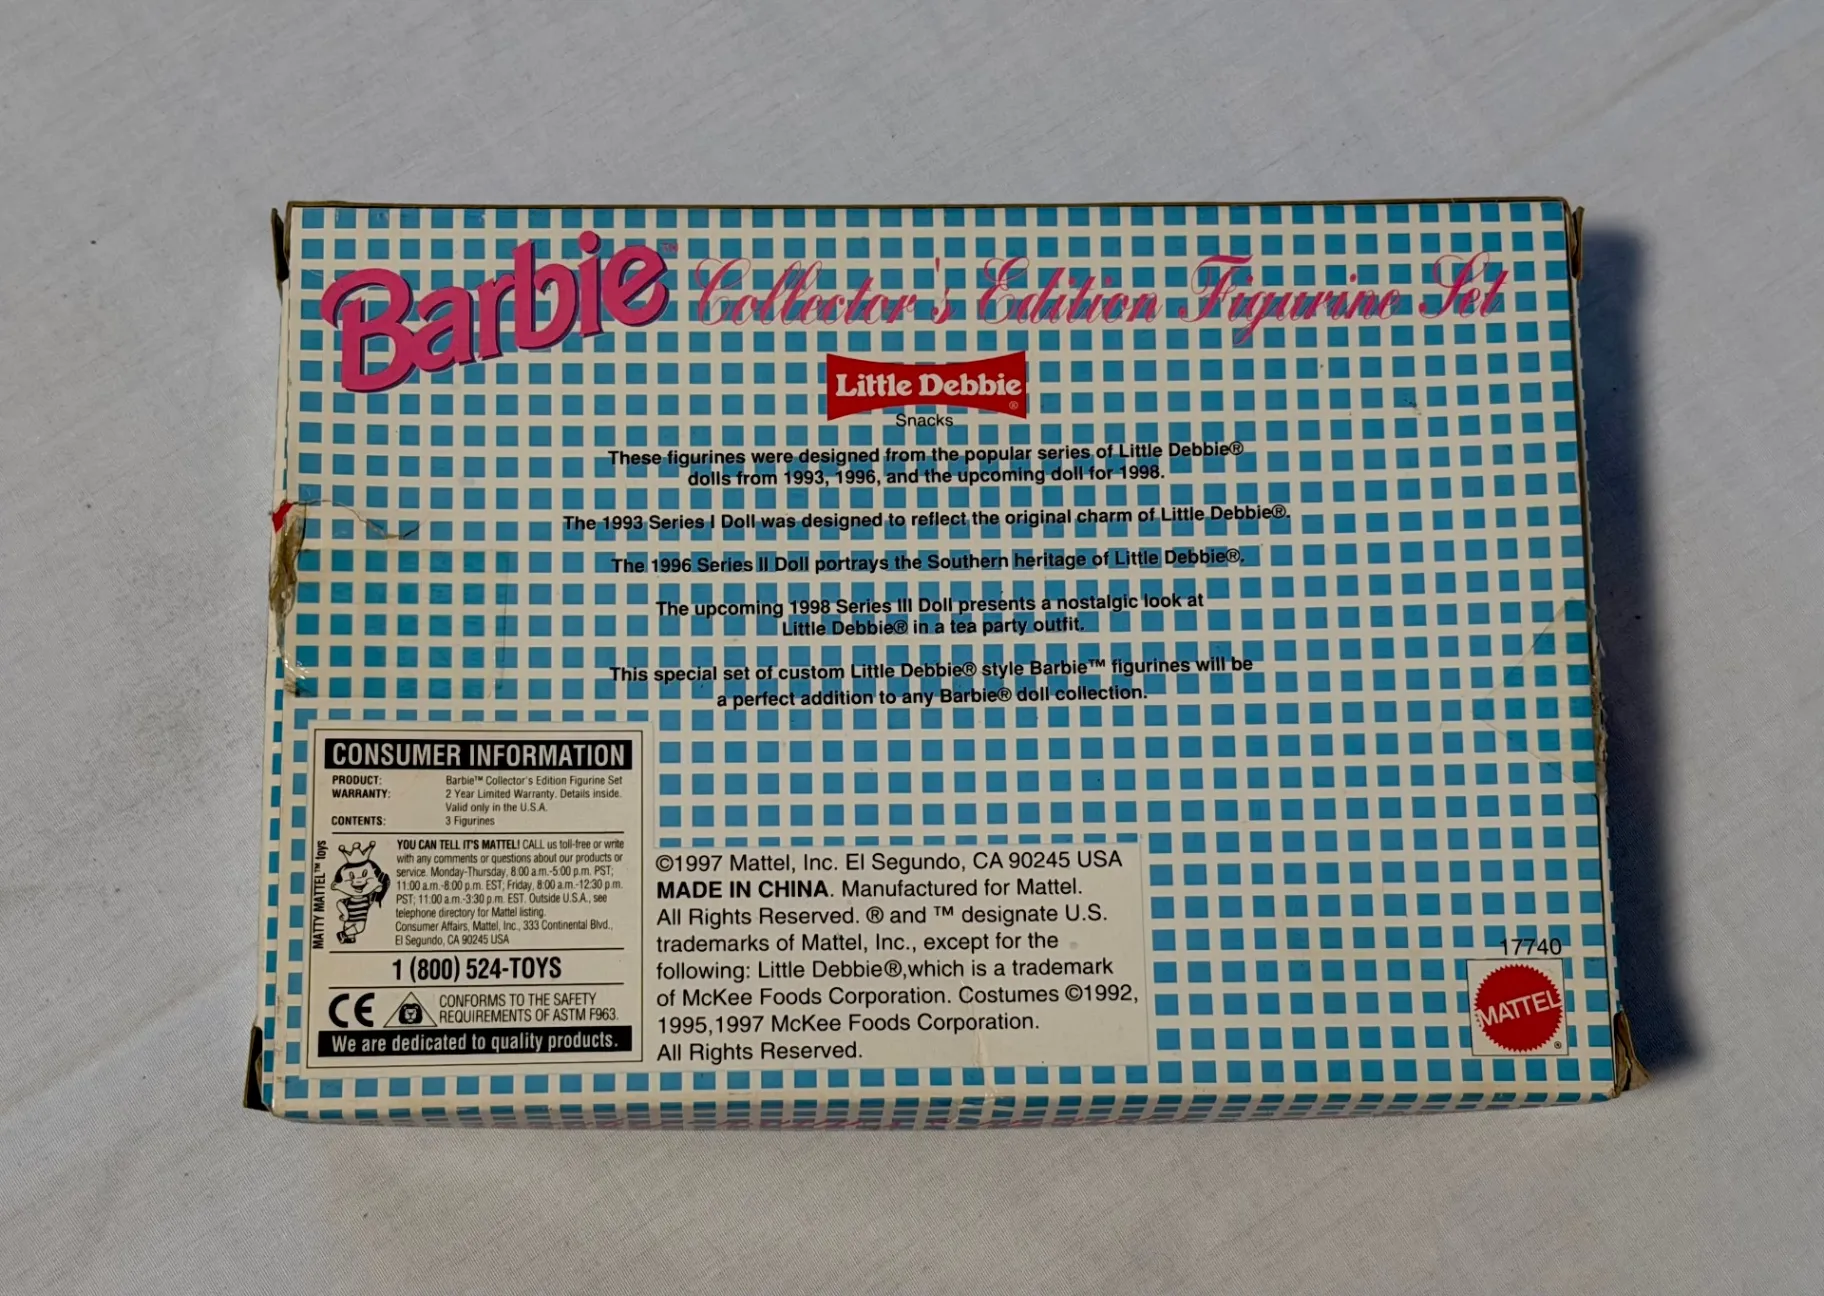 Barbie™ Collector's Edition Figurine Set
Little Debbie®
Snacks
These figurines were designed from the popular series of Little Debbie®
dolls from 1993, 1996, and the upcoming doll for 1998.
The 1993 Series I Doll was designed to reflect the original charm of Little Debbie®.
The 1996 Series II Doll portrays the Southern heritage of Little Debbie®.
The upcoming 1998 Series III Doll presents a nostalgic look at
Little Debbie® in a tea party outfit.
This special set of custom Little Debbie® style Barbie™ figurines will be
a perfect addition to any Barbie® doll collection.
CONSUMER INFORMATION
PRODUCT: Barbie™ Collector's Edition Figurine Set
WARRANTY: 2 Year Limited Warranty. Details inside.
Valid only in the U.S.A.
CONTENTS: 3 Figurines
MATTY MATTEL™ toys
YOU CAN TELL IT'S MATTEL! CALL us toll-free or write
with any comments or questions about our products or
service. Monday-Thursday, 8:00 a.m.-5:00 p.m. PST;
11:00 a.m.-8:00 p.m. EST; Friday, 8:00 a.m.-12:30 p.m.
PST; 11:00 a.m.-3:30 p.m. EST. Outside U.S.A., see
telephone directory for Mattel listing.
Consumer Affairs, Mattel, Inc., 333 Continental Blvd.,
El Segundo, CA 90245 USA
1 (800) 524-TOYS
CE CONFORMS TO THE SAFETY
REQUIREMENTS OF ASTM F963.
We are dedicated to quality products.
©1997 Mattel, Inc. El Segundo, CA 90245 USA
MADE IN CHINA. Manufactured for Mattel.
All Rights Reserved. ® and ™ designate U.S.
trademarks of Mattel, Inc., except for the
following: Little Debbie®,which is a trademark
of McKee Foods Corporation. Costumes ©1992,
1995,1997 McKee Foods Corporation.
All Rights Reserved.
17740
MATTEL
®